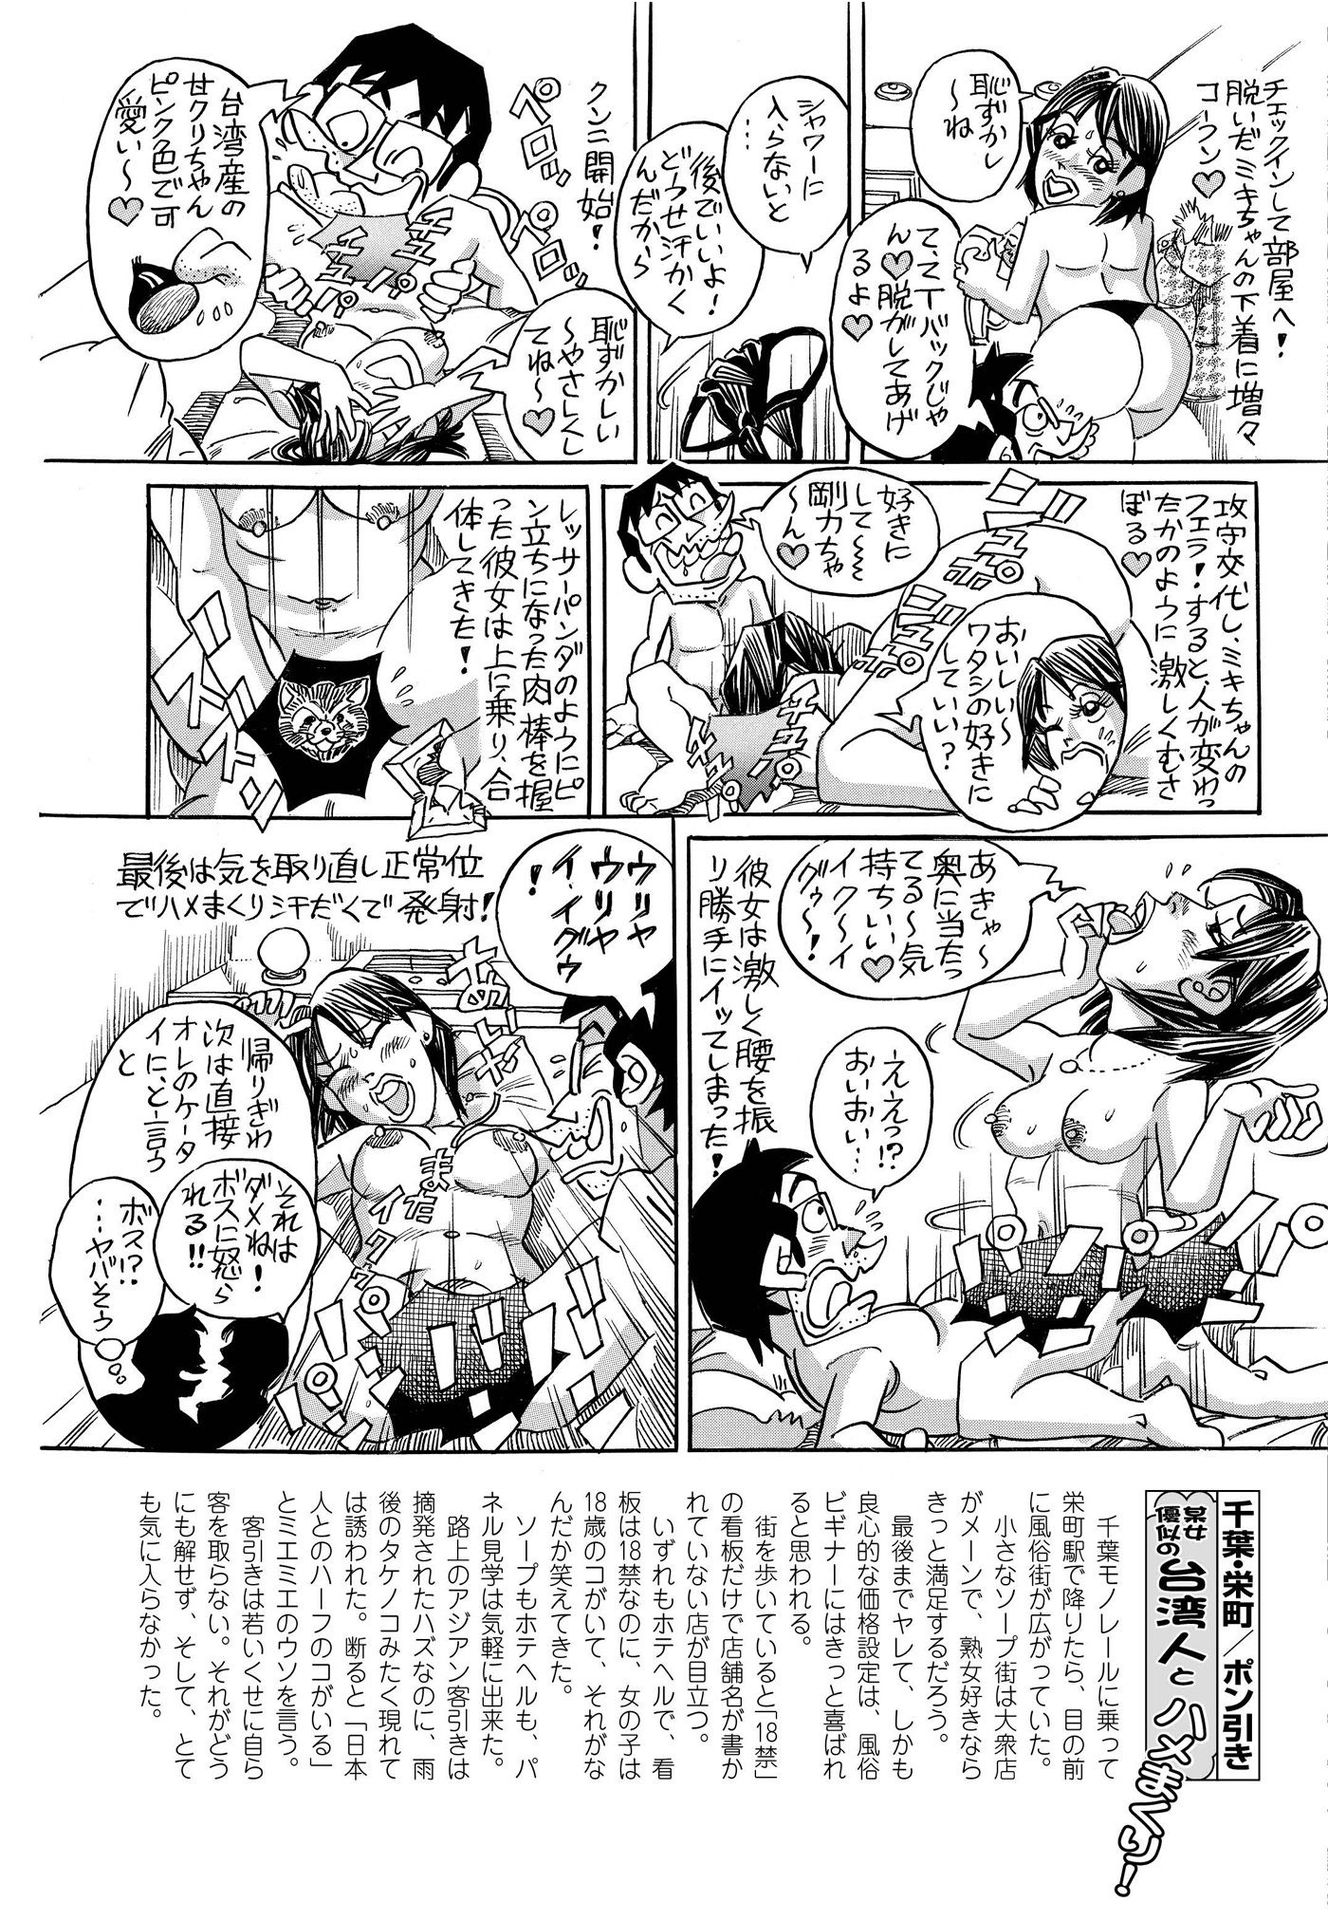 チェックインして部屋へ!
脱いだミキちゃんの下着に増々
コーフン♡
恥ずかし
〜ね
て、Tバックじゃ
ん♡脱がしてあげ
るよ♡
シャワーに
入らないと
…
後でいいよ!
どうせ汗かく
んだから
クンニ開始!
ペロッ
ペロッ
台湾産の
甘クリちゃん
ピンク色で可
愛い〜♡
恥ずかしい
〜やさしくし
てね〜♡
攻守交代し、ミキちゃんの
フェラ!すると、人が変わっ
たかのように激しくむさ
ぼる♡
おいしい〜
ワタシの好きに
していい?
好きに
して〜〜
剛力ちゃ
〜ん♡
レッサーパンダのようにピ
ン立ちになった肉棒を握
った彼女は上に乗り、合
体してきた!
あきゃ〜
奥に当たっ
てる〜気
持ちいい♡
イク〜イ
グゥ〜!
彼女は激しく腰を振
り勝手にイッてしまった!
ええっ!?
おいおい…
ウリャ
ウリャ
イ、イグゥ
!
最後は気を取り直し正常位
でハメまくり汗だくで発射!
あぁ
また
イクゥ
帰りぎわ
次は直接
オレのケータ
イに、と言う
と
それは
ダメね!
ボスに怒ら
れる!!
ボス!?
…ヤバそう
千葉・栄町/ポン引き
某女
優似の
台湾人と
ハメまくり!
千葉モノレールに乗って
栄町駅で降りたら、目の前
に風俗街が広がっていた。
小さなソープ街は大衆店
がメーンで、熟女好きなら
きっと満足するだろう。
最後までヤレて、しかも
良心的な価格設定は、風俗
ビギナーにはきっと喜ばれ
ると思われる。
街を歩いていると「18禁」
の看板だけで店舗名が書か
れていない店が目立つ。
いずれもホテヘルで、看
板は18禁なのに、女の子は
18歳のコがいて、それがな
んだか笑えてきた。
ソープもホテヘルも、パ
ネル見学は気軽に出来た。
路上のアジアン客引きは
摘発されたハズなのに、雨
後のタケノコみたく現れて
は誘われた。断ると「日本
人とのハーフのコがいる」
とミエミエのウソを言う。
客引きは若いくせに自ら
客を取らない。それがどう
にも解せず、そして、とて
も気に入らなかった。